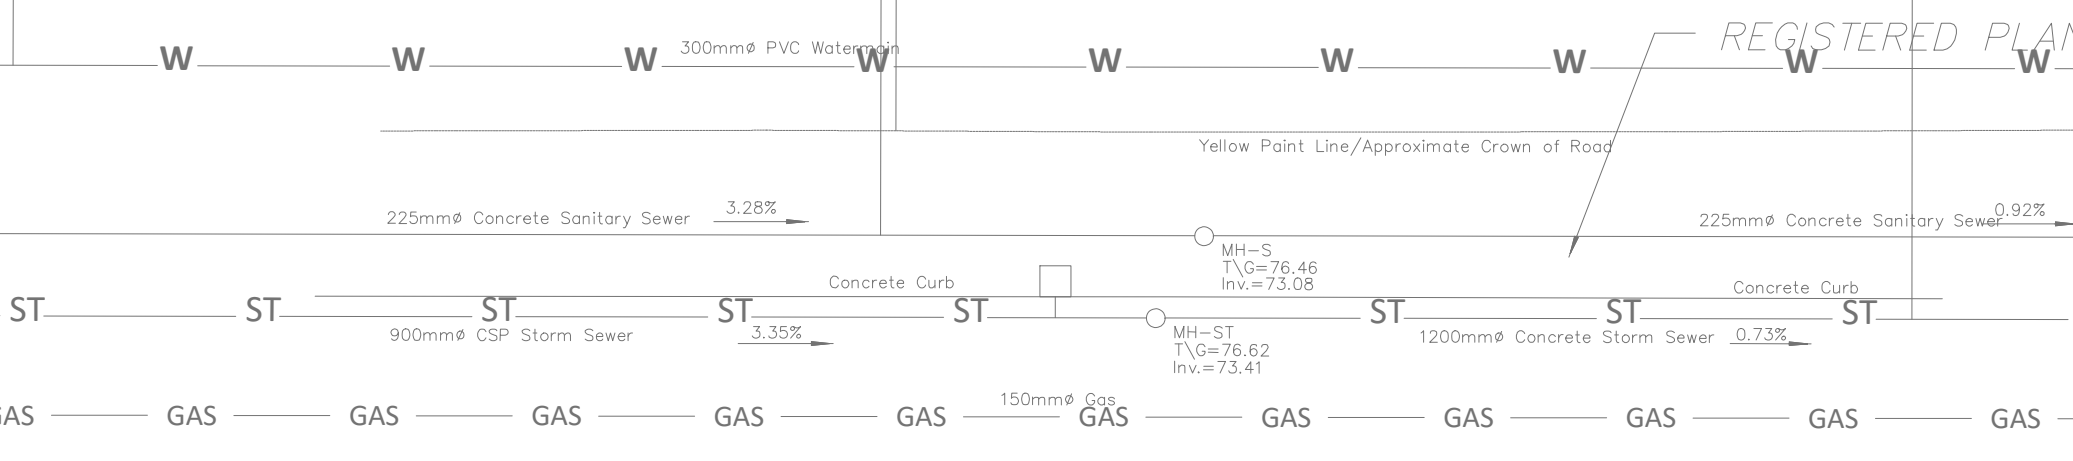 300mmø PVC Watermain
REGISTERED PLAN
W W W W W W W W W
Yellow Paint Line/Approximate Crown of Road
225mmø Concrete Sanitary Sewer 3.28%
225mmø Concrete Sanitary Sewer 0.92%
MH-S
T\G=76.46
Inv.=73.08
Concrete Curb
Concrete Curb
ST ST ST ST ST ST ST ST
900mmø CSP Storm Sewer 3.35%
MH-ST
T\G=76.62
Inv.=73.41
1200mmø Concrete Storm Sewer 0.73%
150mmø Gas
GAS GAS GAS GAS GAS GAS GAS GAS GAS GAS GAS GAS